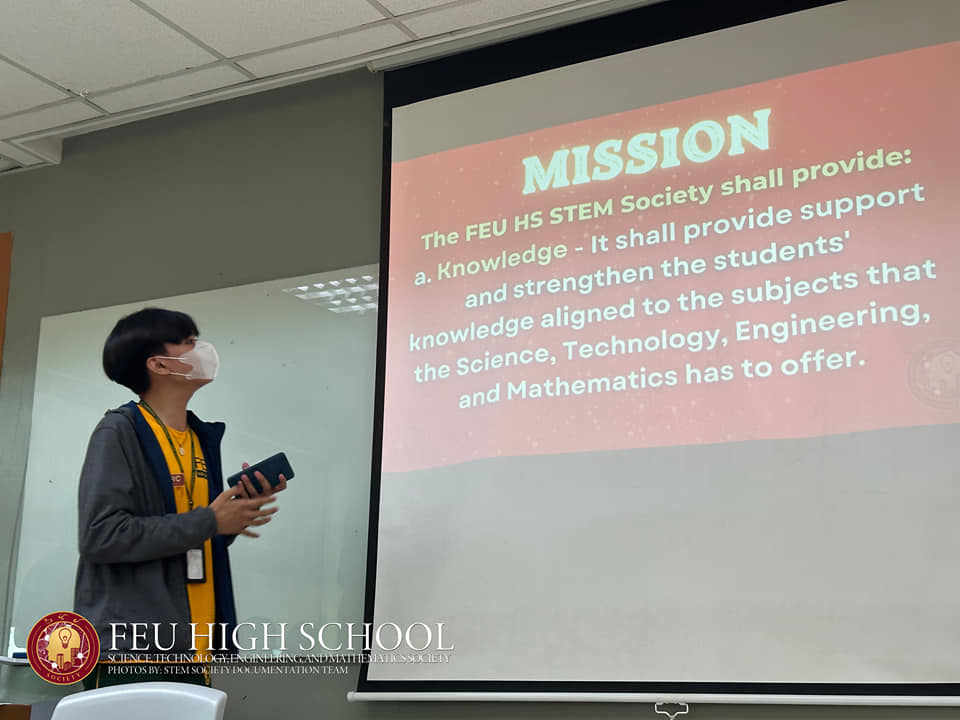 MISSION
The FEU HS STEM Society shall provide:
a. Knowledge - It shall provide support
and strengthen the students'
knowledge aligned to the subjects that
the Science, Technology, Engineering,
and Mathematics has to offer.
FEU HIGH SCHOOL
SCIENCE, TECHNOLOGY, ENGINEERING, AND MATHEMATICS SOCIETY
PHOTOS BY: STEM SOCIETY DOCUMENTATION TEAM
SOCIETY